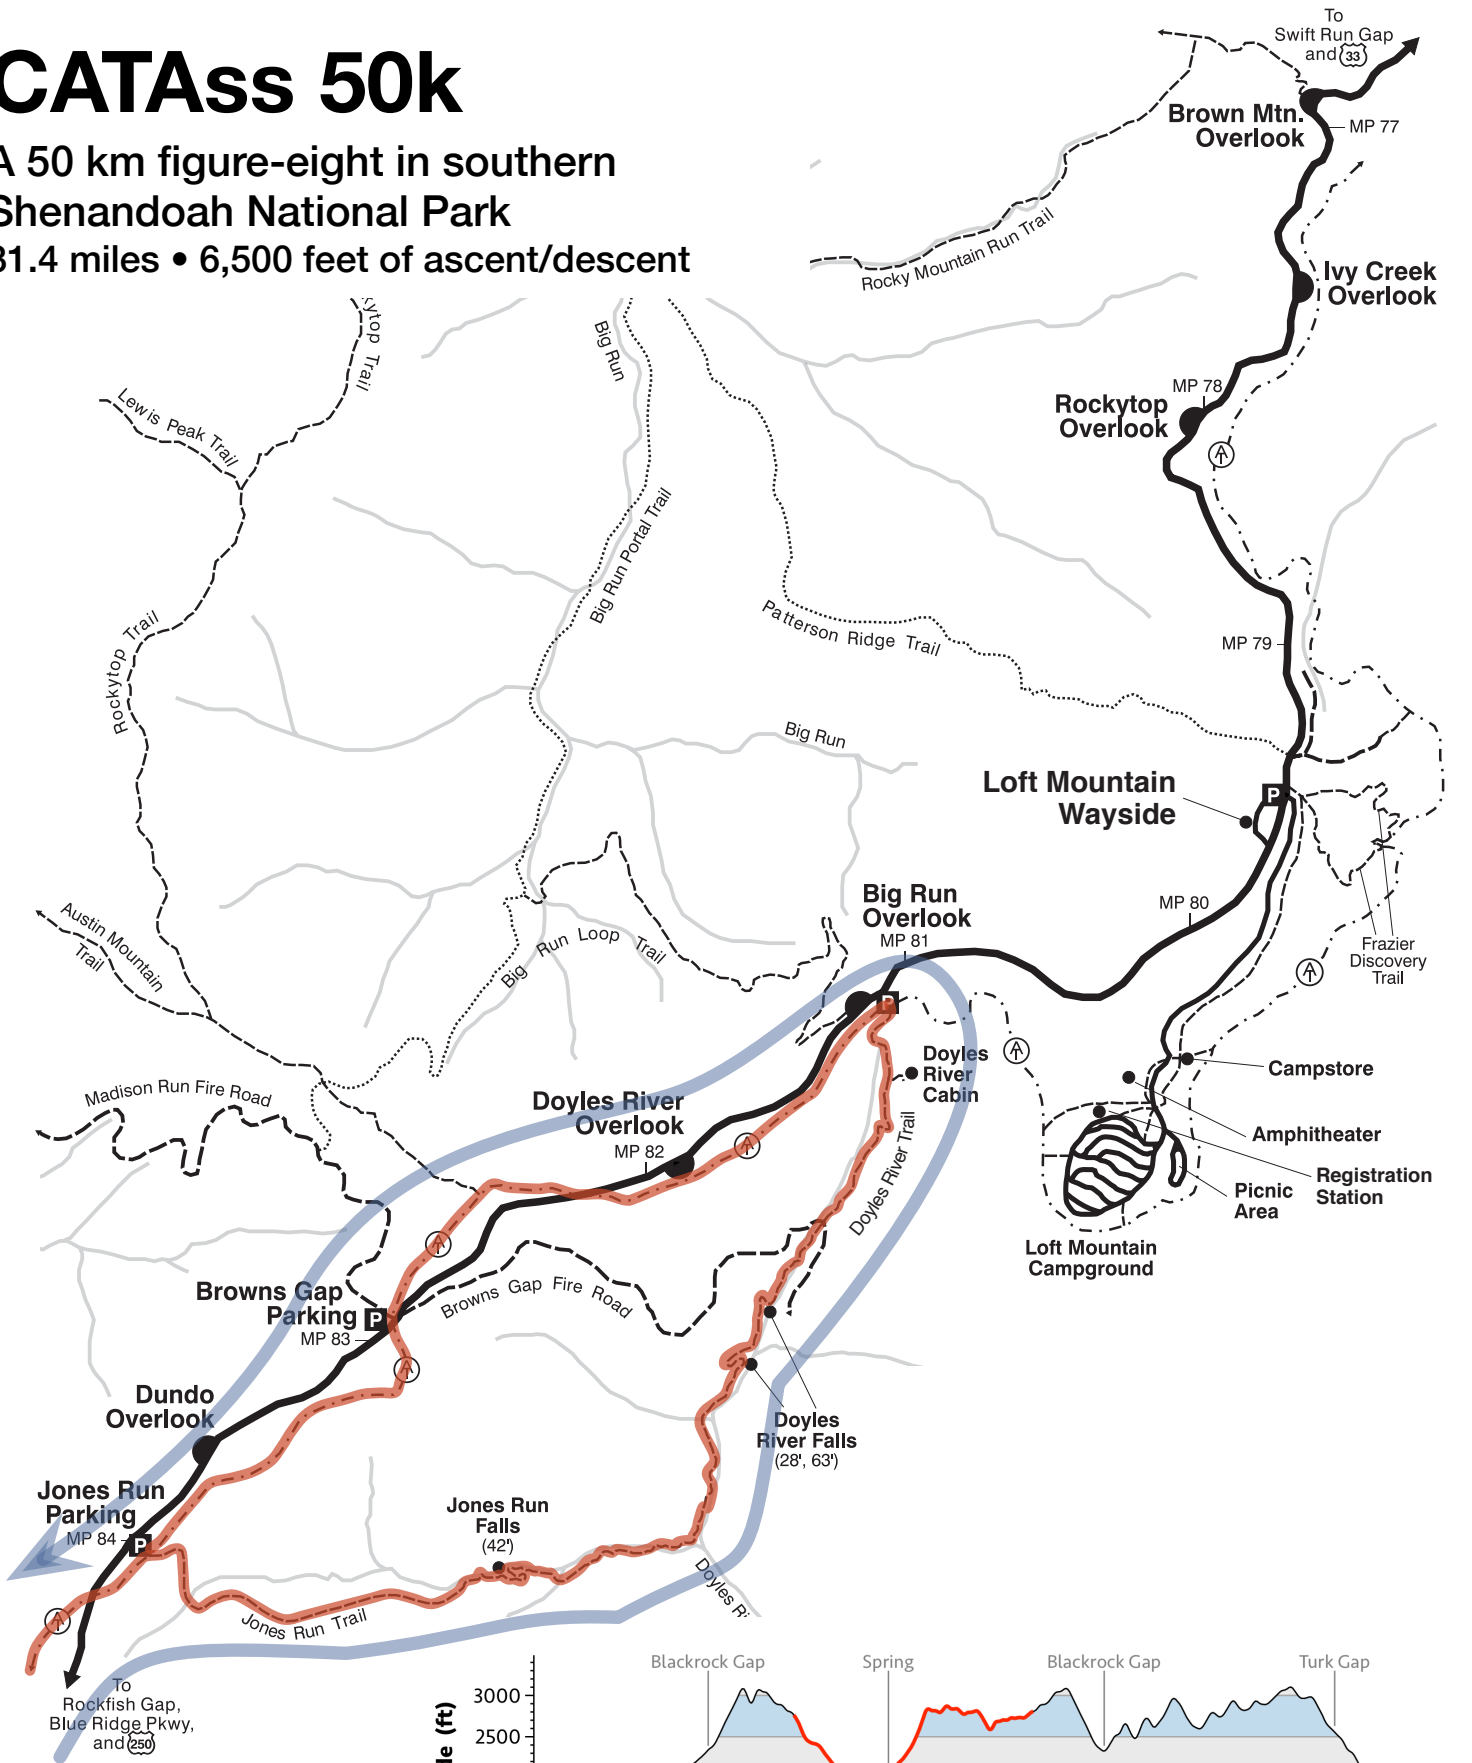 CATAss 50k
A 50 km figure-eight in southern
Shenandoah National Park
31.4 miles • 6,500 feet of ascent/descent
To
Swift Run Gap
and 33
Brown Mtn.
Overlook
MP 77
Rocky Mountain Run Trail
Ivy Creek
Overlook
MP 78
Rockytop
Overlook
ytop Trail
Big Run
Lewis Peak Trail
Big Run Portal Trail
Patterson Ridge Trail
MP 79
Rockytop Trail
Big Run
Loft Mountain
Wayside
P
Big Run
Overlook
MP 81
MP 80
Frazier
Discovery
Trail
Austin Mountain
Trail
Big Run Loop Trail
P
Doyles
River
Cabin
Campstore
Amphitheater
Registration
Station
Picnic
Area
Loft Mountain
Campground
Madison Run Fire Road
Doyles River
Overlook
MP 82
Doyles River Trail
Browns Gap
Parking P
MP 83
Browns Gap Fire Road
Dundo
Overlook
Doyles
River Falls
(28', 63')
Jones Run
Parking
MP 84 P
Jones Run
Falls
(42')
Doyles Ri
Jones Run Trail
To
Rockfish Gap,
Blue Ridge Pkwy,
and 250
Blackrock Gap
Spring
Blackrock Gap
Turk Gap
3000
2500
le (ft)